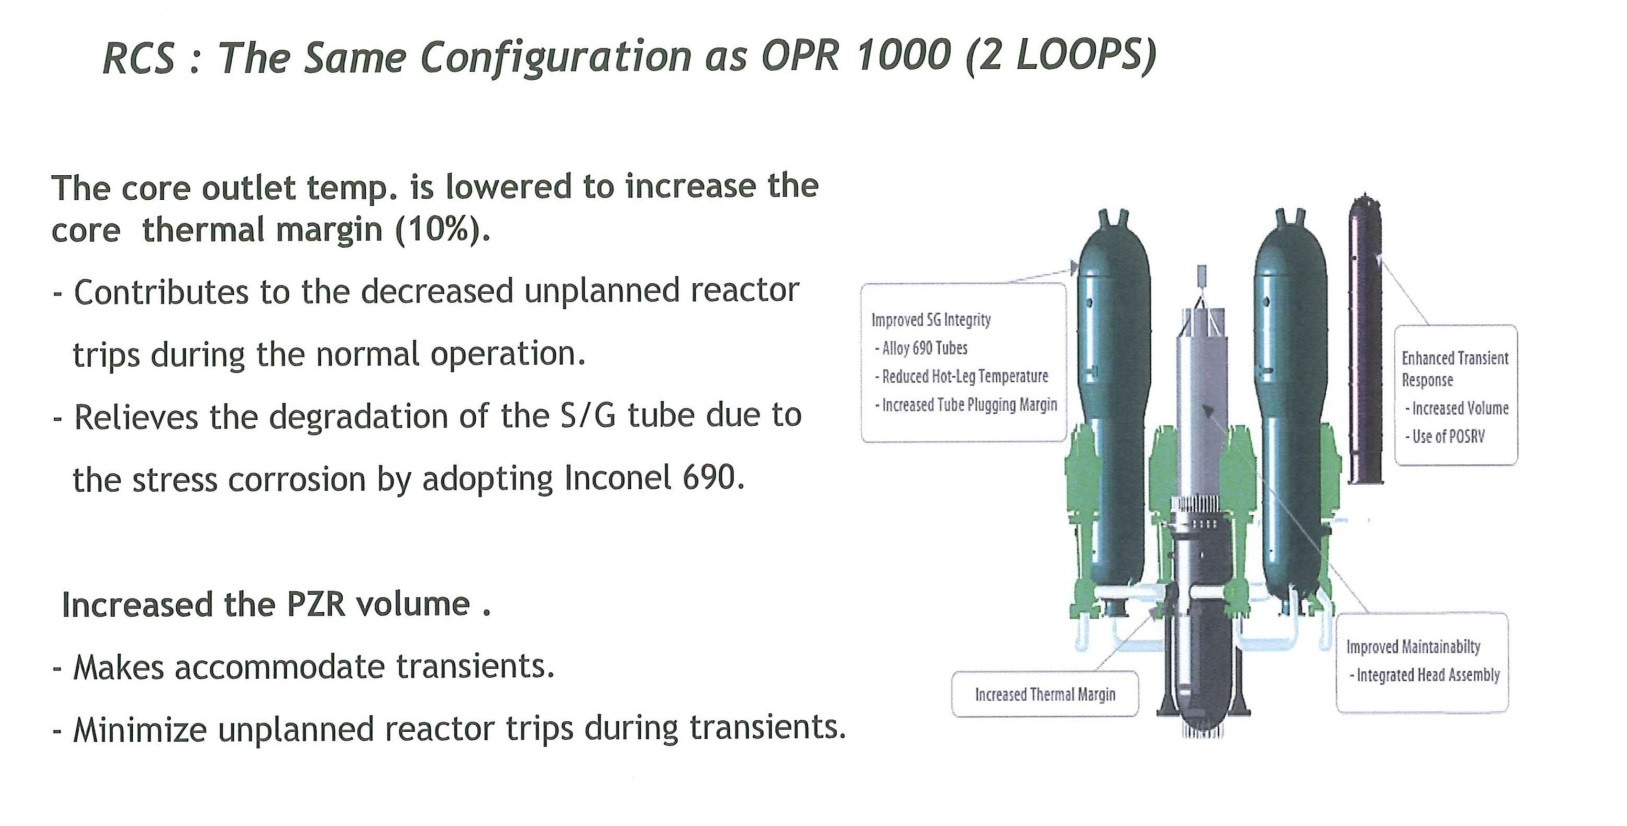 RCS : The Same Configuration as OPR 1000 (2 LOOPS)
The core outlet temp. is lowered to increase the
core thermal margin (10%).
- Contributes to the decreased unplanned reactor
trips during the normal operation.
- Relieves the degradation of the S/G tube due to
the stress corrosion by adopting Inconel 690.
Increased the PZR volume .
- Makes accommodate transients.
- Minimize unplanned reactor trips during transients.
Improved SG Integrity
- Alloy 690 Tubes
- Reduced Hot-Leg Temperature
- Increased Tube Plugging Margin
Enhanced Transient
Response
- Increased Volume
- Use of POSRV
Improved Maintainabilty
- Integrated Head Assembly
Increased Thermal Margin